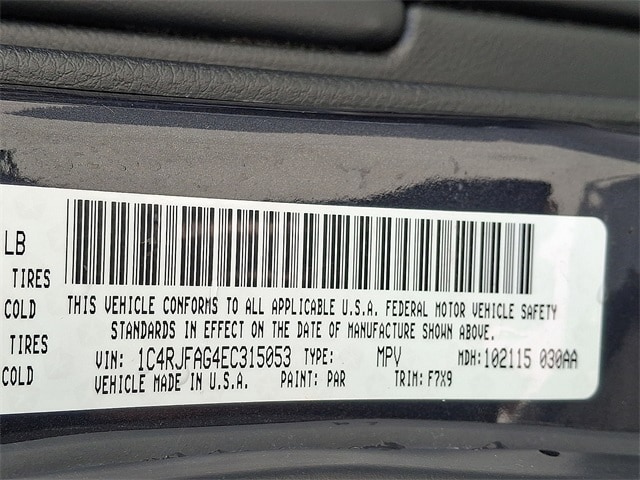 LB
TIRES
COLD
TIRES
COLD
THIS VEHICLE CONFORMS TO ALL APPLICABLE U.S.A. FEDERAL MOTOR VEHICLE SAFETY
STANDARDS IN EFFECT ON THE DATE OF MANUFACTURE SHOWN ABOVE.
VIN: 1C4RJFAG4EC315053 TYPE: MPV MDH:102115 030AA
VEHICLE MADE IN U.S.A. PAINT: PAR TRIM: F7X9